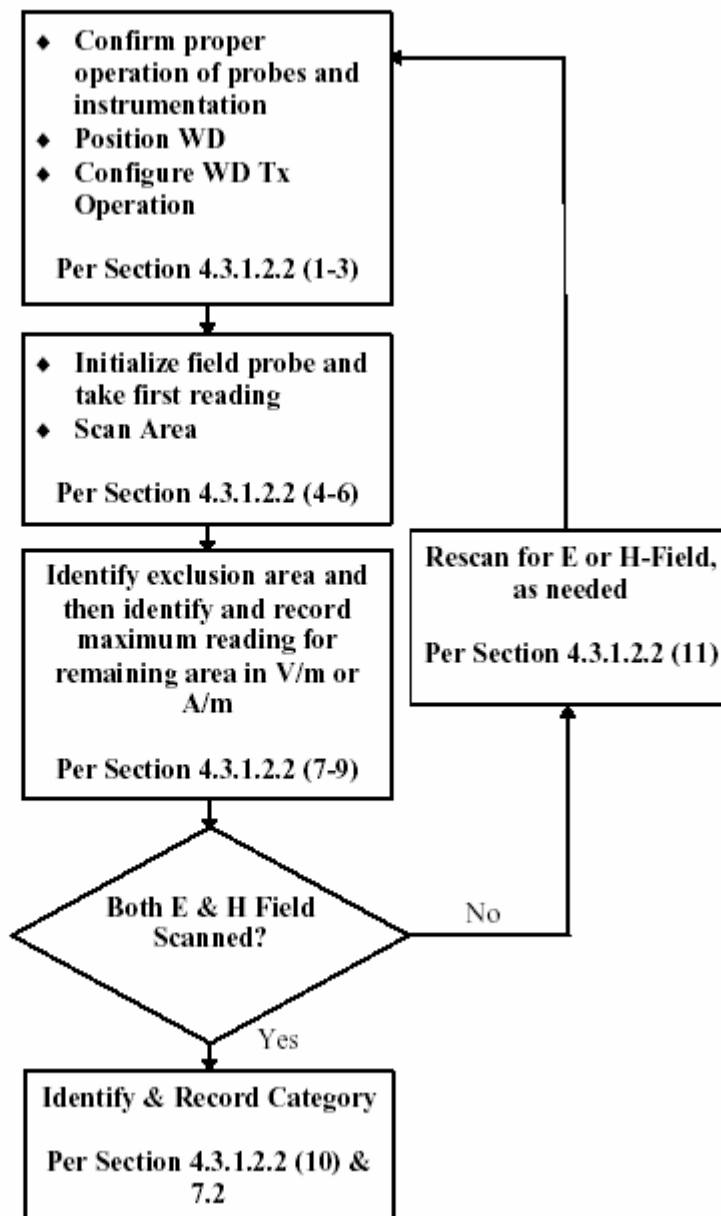 ◆ Confirm proper
operation of probes and
instrumentation
◆ Position WD
◆ Configure WD Tx
Operation
Per Section 4.3.1.2.2 (1-3)
◆ Initialize field probe and
take first reading
◆ Scan Area
Per Section 4.3.1.2.2 (4-6)
Identify exclusion area and
then identify and record
maximum reading for
remaining area in V/m or
A/m
Per Section 4.3.1.2.2 (7-9)
Rescan for E or H-Field,
as needed
Per Section 4.3.1.2.2 (11)
Both E & H Field
Scanned?
No
Yes
Identify & Record Category
Per Section 4.3.1.2.2 (10) &
7.2